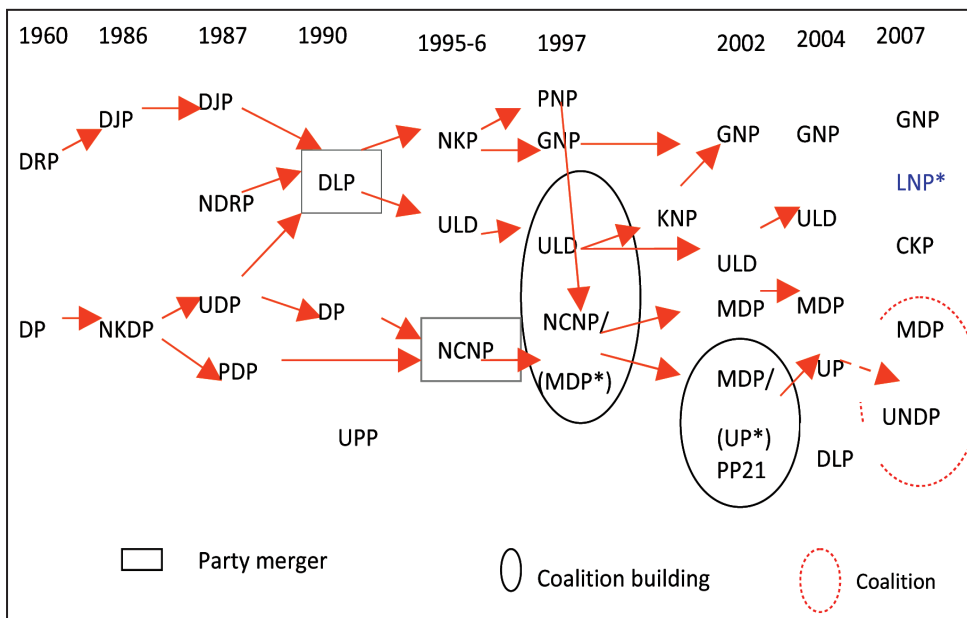 1960 1986 1987 1990 1995-6 1997 2002 2004 2007
DRP
DJP
DJP
NDRP
DLP
NKP
ULD
PNP
GNP
ULD
KNP
GNP
ULD
GNP
ULD
GNP
LNP*
CKP
DP
NKDP
UDP
PDP
DP
UPP
NCNP
NCNP/
(MDP*)
MDP
MDP/
(UP*)
PP21
MDP
UP
DLP
MDP
UNDP
Party merger
Coalition building
Coalition